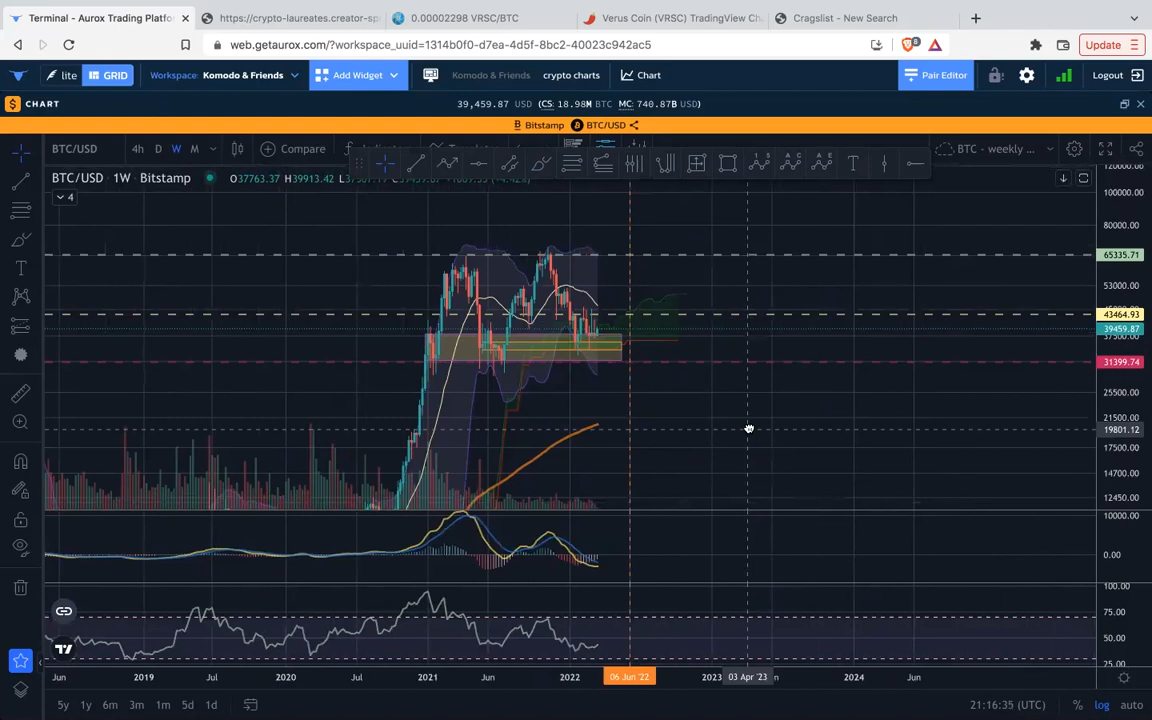 Terminal - Aurox Trading Platfo
https://crypto-laureates.creator-sp
0.00002298 VRSC/BTC
Verus Coin (VRSC) TradingView Ch
Cragslist - New Search
web.getaurox.com/?workspace_uuid=1314b0f0-d7ea-4d5f-8bc2-40023c942ac5
8
Update
lite GRID Workspace: Komodo & Friends Add Widget Komodo & Friends crypto charts Chart Pair Editor Logout
$ CHART 39,459.87 USD (CS: 18.98M BTC MC: 740.87B USD)
Bitstamp BTC/USD
BTC/USD 4h D W M Compare BTC - weekly ...
BTC/USD · 1W · Bitstamp O37763.37 H39913.42
4
120000.00
100000.00
80000.00
65335.71
53000.00
43464.93
39459.87
31399.74
25500.00
21500.00
19801.12
17500.00
14700.00
12450.00
10000.00
0.00
100.00
75.00
50.00
25.00
Jun 2019 Jul 2020 Jul 2021 Jun 2022 06 Jun '22 2023 03 Apr '23 2024 Jun
5y 1y 6m 3m 1m 5d 1d 21:16:35 (UTC) % log auto